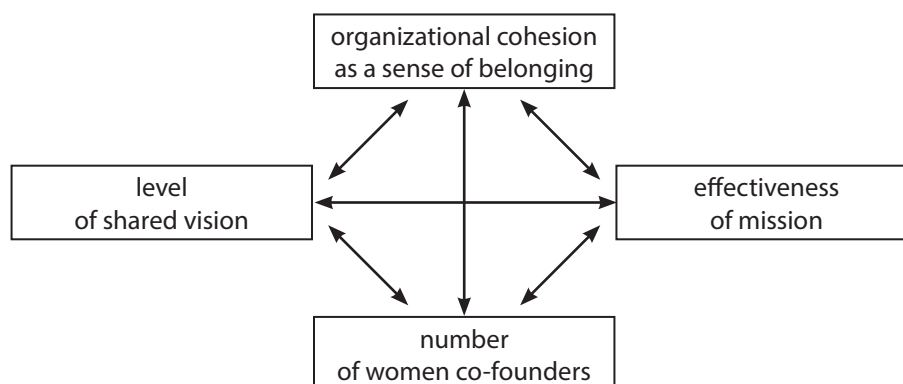 organizational cohesion
as a sense of belonging
level
of shared vision
effectiveness
of mission
number
of women co-founders